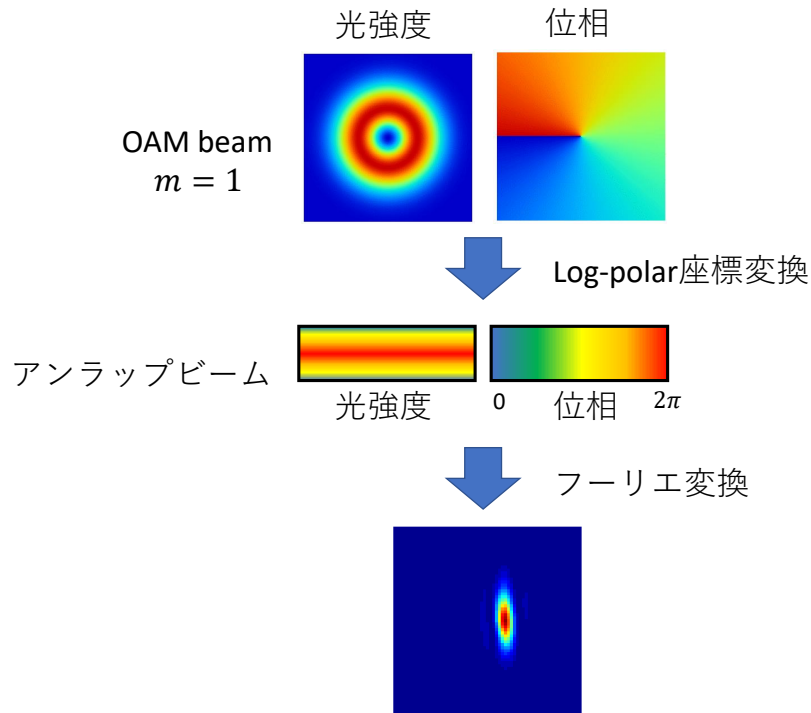 光強度
位相
OAM beam
𝑚 = 1
Log-polar座標変換
アンラップビーム
光強度
0
位相
2𝜋
フーリエ変換